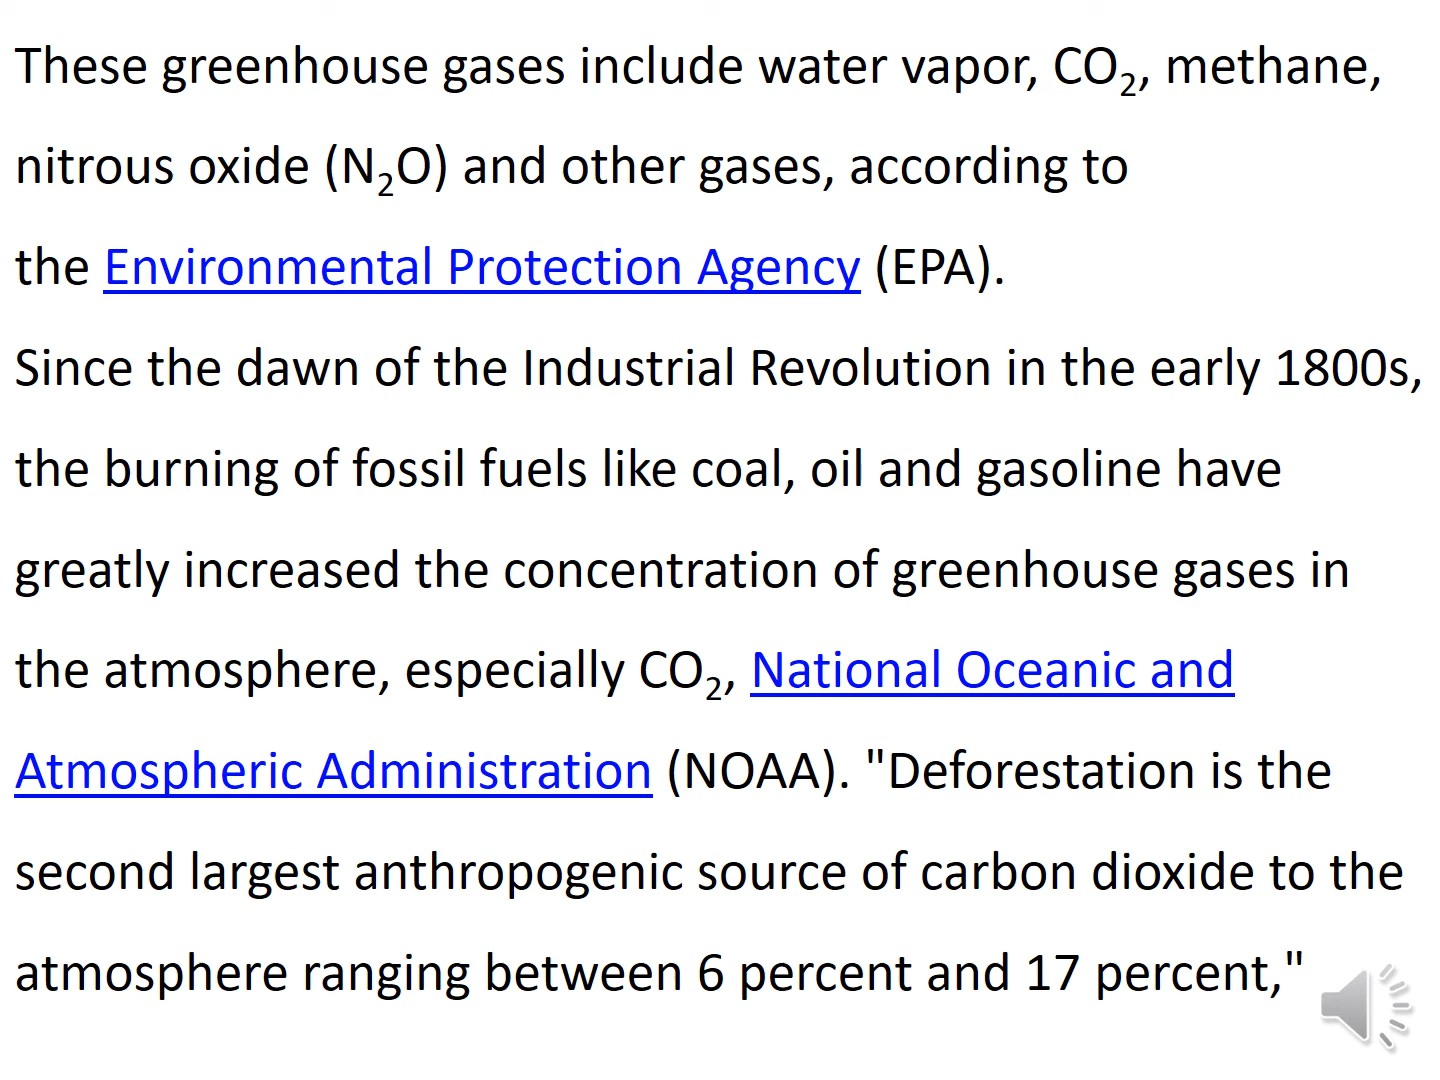 These greenhouse gases include water vapor, CO₂, methane,
nitrous oxide (N₂O) and other gases, according to
the Environmental Protection Agency (EPA).
Since the dawn of the Industrial Revolution in the early 1800s,
the burning of fossil fuels like coal, oil and gasoline have
greatly increased the concentration of greenhouse gases in
the atmosphere, especially CO₂, National Oceanic and
Atmospheric Administration (NOAA). "Deforestation is the
second largest anthropogenic source of carbon dioxide to the
atmosphere ranging between 6 percent and 17 percent,"